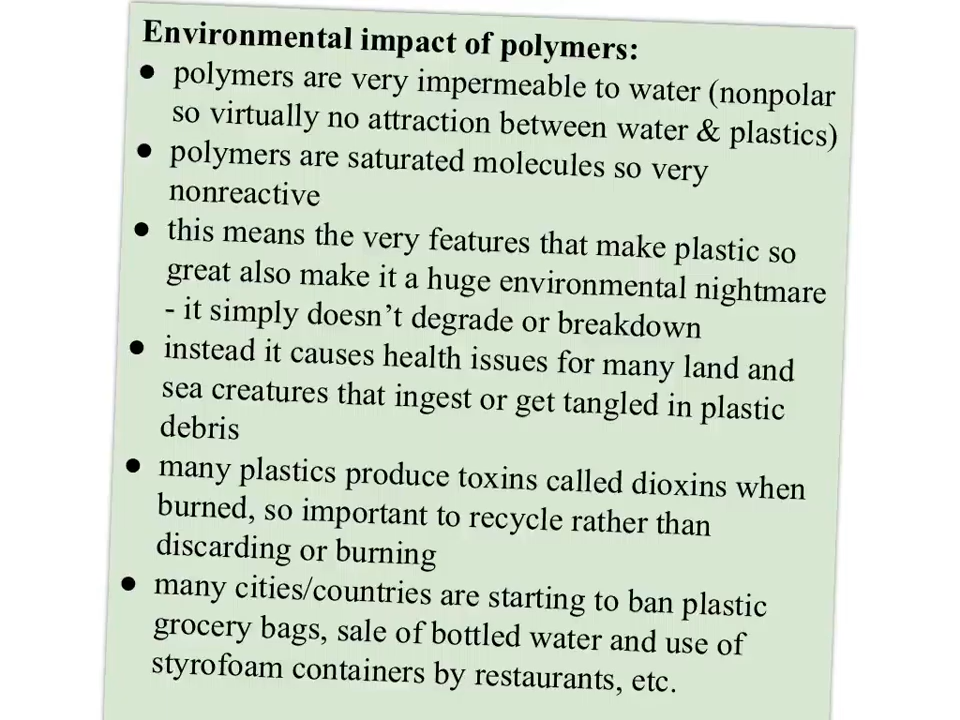 Environmental impact of polymers:
● polymers are very impermeable to water (nonpolar
so virtually no attraction between water & plastics)
● polymers are saturated molecules so very
nonreactive
● this means the very features that make plastic so
great also make it a huge environmental nightmare
- it simply doesn't degrade or breakdown
● instead it causes health issues for many land and
sea creatures that ingest or get tangled in plastic
debris
● many plastics produce toxins called dioxins when
burned, so important to recycle rather than
discarding or burning
● many cities/countries are starting to ban plastic
grocery bags, sale of bottled water and use of
styrofoam containers by restaurants, etc.